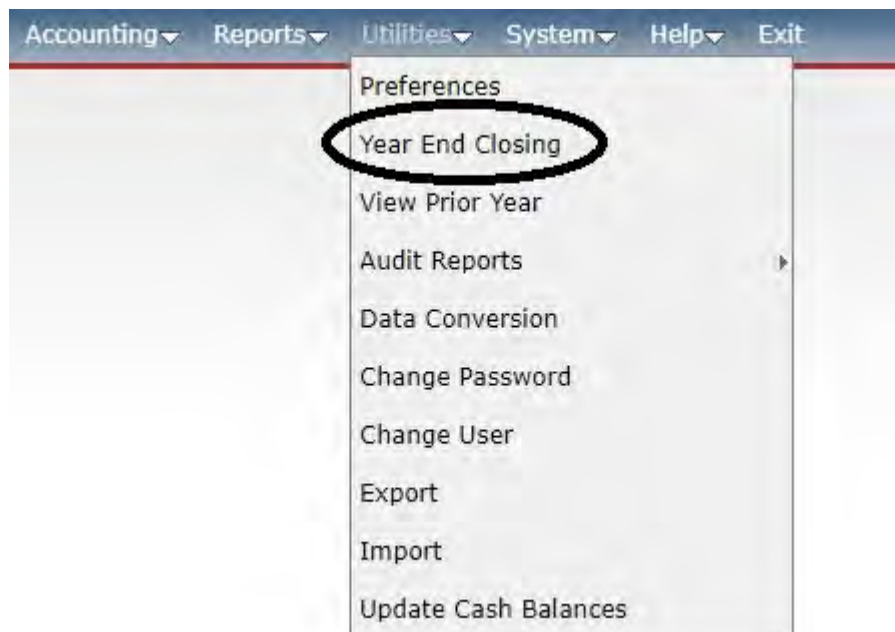 Accounting Reports Utilities System Help Exit
Preferences
Year End Closing
View Prior Year
Audit Reports
Data Conversion
Change Password
Change User
Export
Import
Update Cash Balances